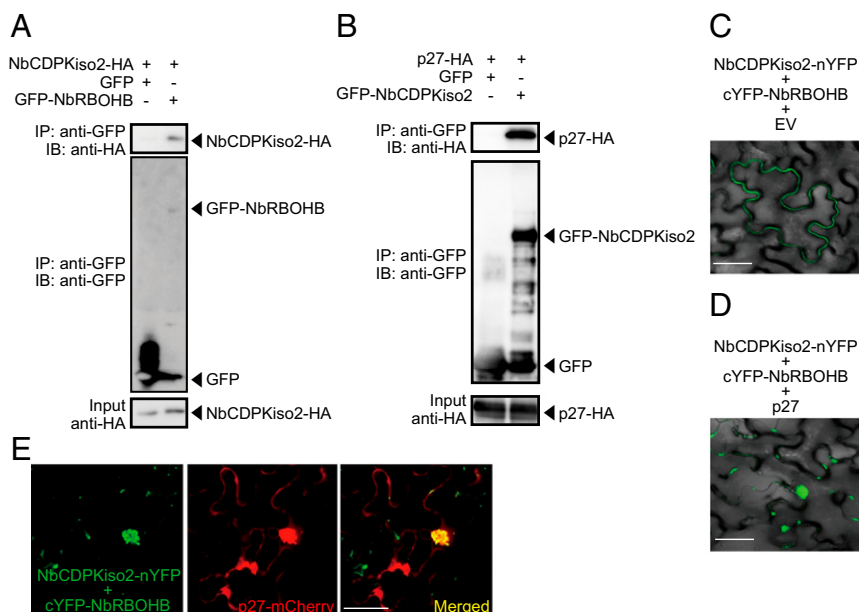 A
NbCDPKiso2-HA + +
GFP + -
GFP-NbRBOHB - +
IP: anti-GFP
IB: anti-HA
NbCDPKiso2-HA
GFP-NbRBOHB
IP: anti-GFP
IB: anti-GFP
GFP
Input
anti-HA
NbCDPKiso2-HA
B
p27-HA + +
GFP + -
GFP-NbCDPKiso2 - +
IP: anti-GFP
IB: anti-HA
p27-HA
GFP-NbCDPKiso2
IP: anti-GFP
IB: anti-GFP
GFP
Input
anti-HA
p27-HA
C
NbCDPKiso2-nYFP
+
cYFP-NbRBOHB
+
EV
D
NbCDPKiso2-nYFP
+
cYFP-NbRBOHB
+
p27
E
NbCDPKiso2-nYFP
+
cYFP-NbRBOHB
p27-mCherry
Merged